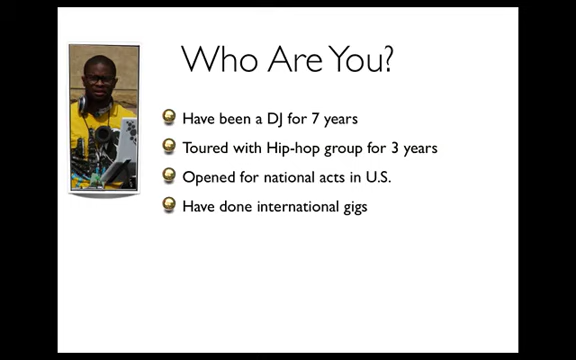 Who Are You?
Have been a DJ for 7 years
Toured with Hip-hop group for 3 years
Opened for national acts in U.S.
Have done international gigs